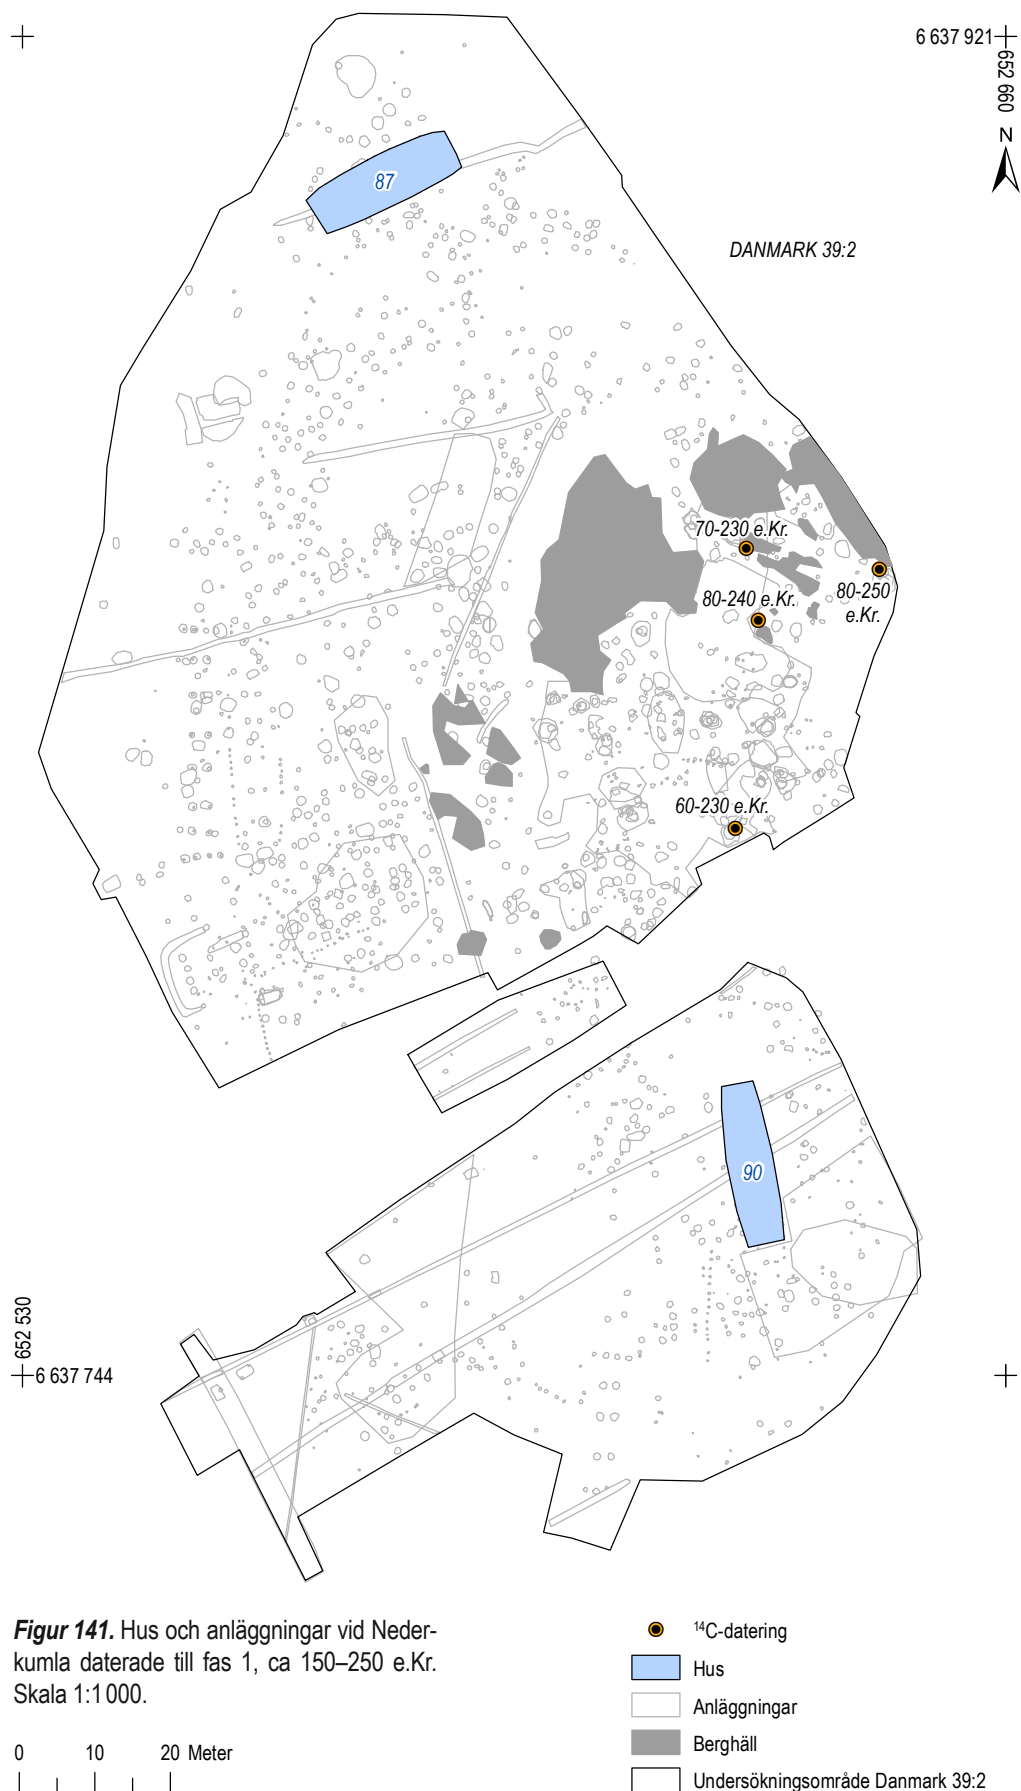 6 637 921
652 660
N
87
DANMARK 39:2
70-230 e.Kr.
80-240 e.Kr.
80-250
e.Kr.
60-230 e.Kr.
90
652 530
6 637 744
Figur 141. Hus och anläggningar vid Neder-
kumla daterade till fas 1, ca 150–250 e.Kr.
Skala 1:1 000.
0 10 20 Meter
¹⁴C-datering
Hus
Anläggningar
Berghäll
Undersökningsområde Danmark 39:2